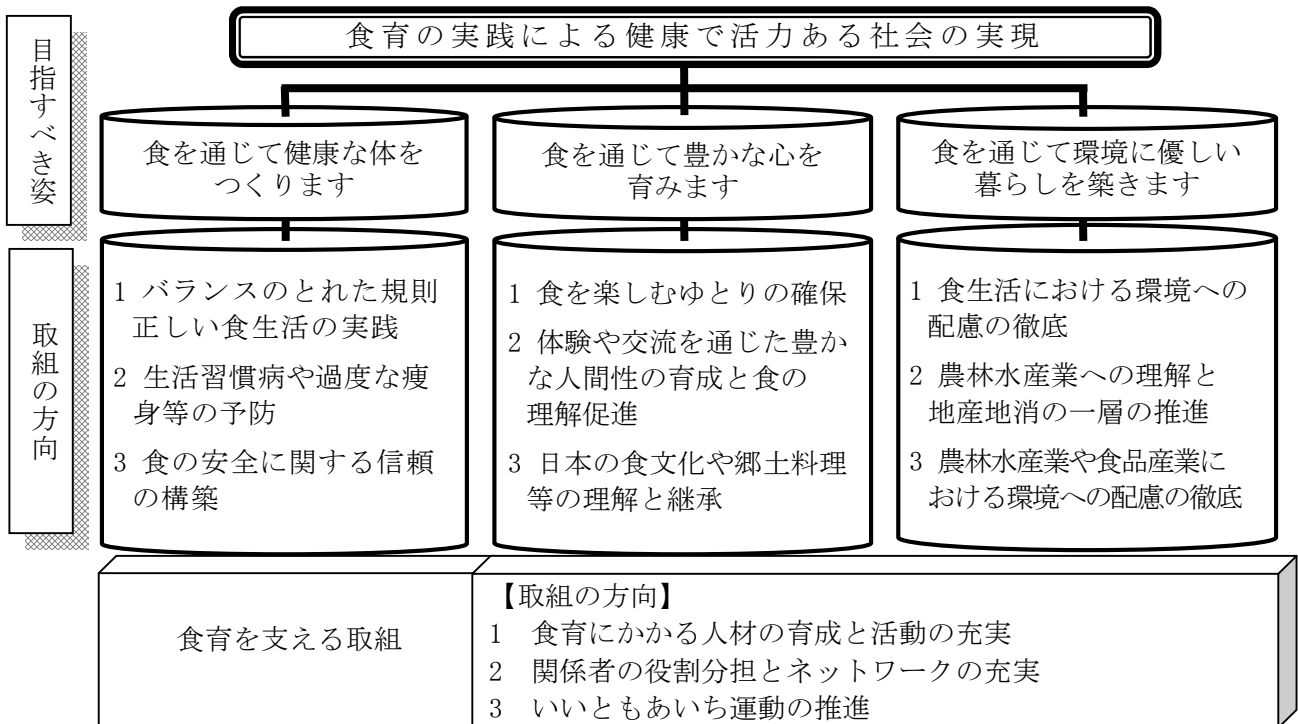 目指すべき姿
食育の実践による健康で活力ある社会の実現
食を通じて健康な体を
つくります
食を通じて豊かな心を
育みます
食を通じて環境に優しい
暮らしを築きます
取組の方向
1 バランスのとれた規則
正しい食生活の実践
2 生活習慣病や過度な痩
身等の予防
3 食の安全に関する信頼
の構築
1 食を楽しむゆとりの確保
2 体験や交流を通じた豊か
な人間性の育成と食の
理解促進
3 日本の食文化や郷土料理
等の理解と継承
1 食生活における環境への
配慮の徹底
2 農林水産業への理解と
地産地消の一層の推進
3 農林水産業や食品産業に
おける環境への配慮の徹底
食育を支える取組
【取組の方向】
1 食育にかかる人材の育成と活動の充実
2 関係者の役割分担とネットワークの充実
3 いいともあいち運動の推進